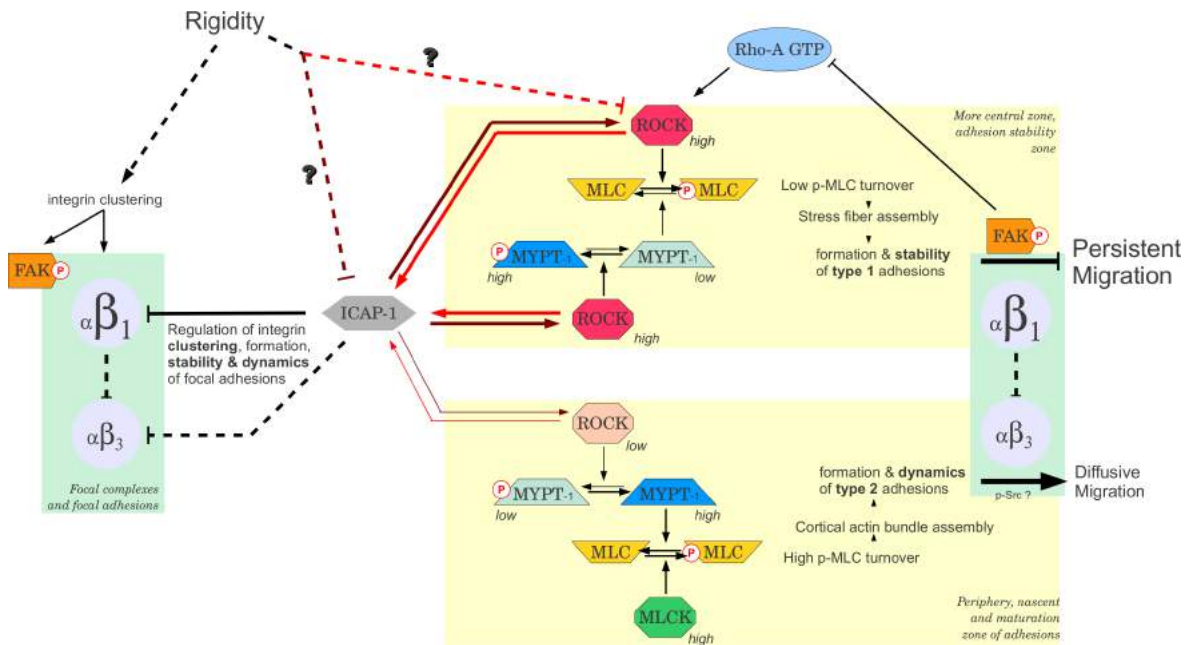 Rigidity
?
?
integrin clustering
FAK
P
αβ1
αβ3
Focal complexes
and focal adhesions
Regulation of integrin
clustering, formation,
stability & dynamics
of focal adhesions
ICAP-1
Rho-A GTP
More central zone,
adhesion stability
zone
ROCK
high
MLC
P
MLC
Low p-MLC turnover
Stress fiber assembly
formation & stability
of type 1 adhesions
P
MYPT-1
high
MYPT-1
low
ROCK
high
ROCK
low
P
MYPT-1
low
MYPT-1
high
MLC
P
MLC
MLCK
high
formation & dynamics
of type 2 adhesions
Cortical actin bundle assembly
High p-MLC turnover
Periphery, nascent
and maturation
zone of adhesions
FAK
P
αβ1
αβ3
p-Src ?
Persistent
Migration
Diffusive
Migration